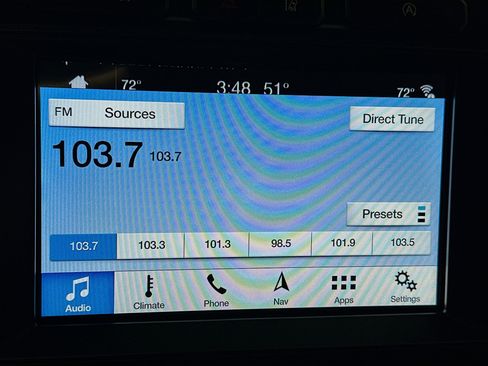 72° 3:48 51° 72°
FM Sources Direct Tune
103.7 103.7
Presets
103.7 103.3 101.3 98.5 101.9 103.5
Audio Climate Phone Nav Apps Settings